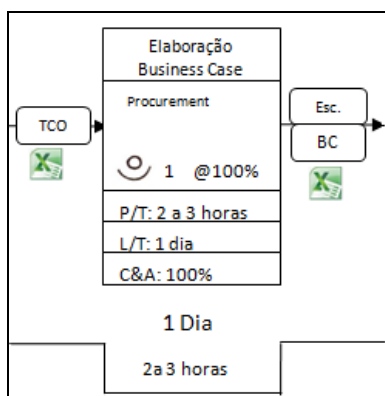 Elaboração
Business Case
Procurement
TCO
Esc.
BC
1 @100%
P/T: 2 a 3 horas
L/T: 1 dia
C&A: 100%
1 Dia
2a 3 horas